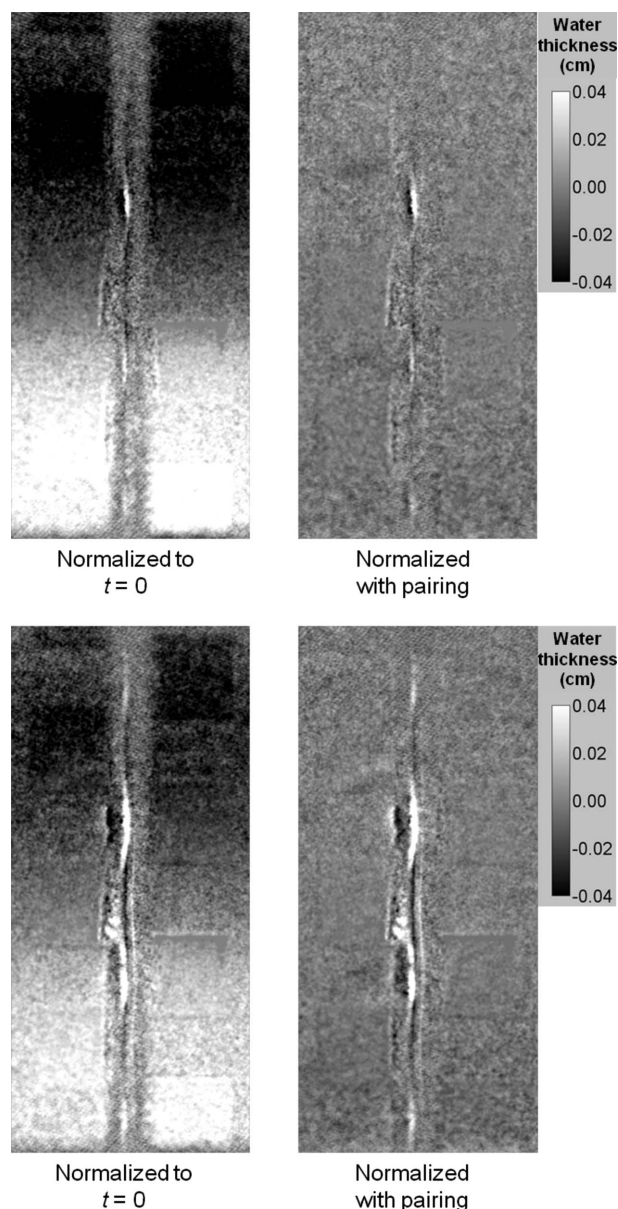 Water
thickness
(cm)
0.04
0.02
0.00
-0.02
-0.04
Normalized to
t = 0
Normalized
with pairing
Water
thickness
(cm)
0.04
0.02
0.00
-0.02
-0.04
Normalized to
t = 0
Normalized
with pairing